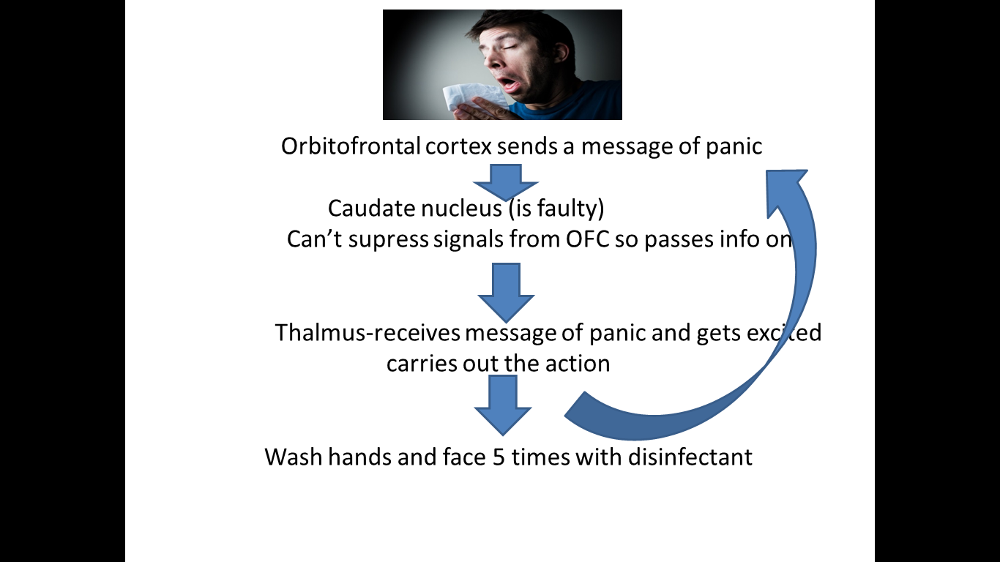 Orbitofrontal cortex sends a message of panic
Caudate nucleus (is faulty)
Can’t supress signals from OFC so passes info on
Thalmus-receives message of panic and gets excited
carries out the action
Wash hands and face 5 times with disinfectant